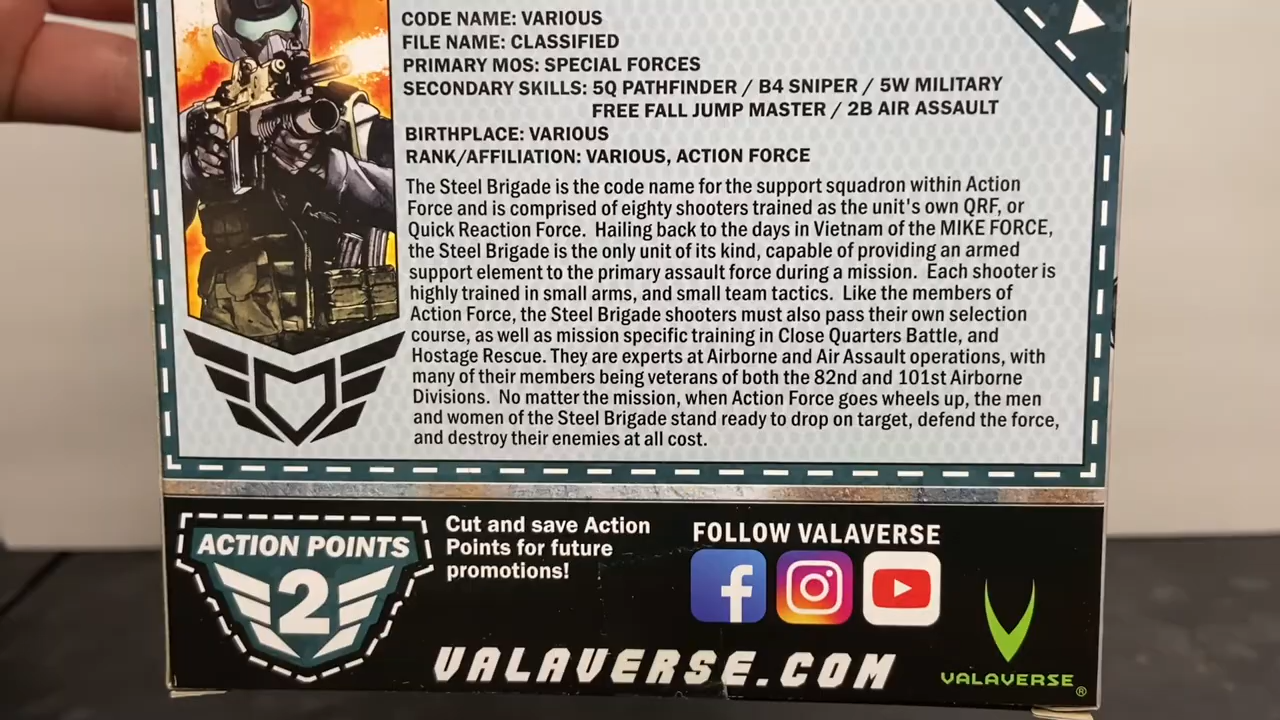 CODE NAME: VARIOUS
FILE NAME: CLASSIFIED
PRIMARY MOS: SPECIAL FORCES
SECONDARY SKILLS: 5Q PATHFINDER / B4 SNIPER / 5W MILITARY
FREE FALL JUMP MASTER / 2B AIR ASSAULT
BIRTHPLACE: VARIOUS
RANK/AFFILIATION: VARIOUS, ACTION FORCE
The Steel Brigade is the code name for the support squadron within Action
Force and is comprised of eighty shooters trained as the unit's own QRF, or
Quick Reaction Force. Hailing back to the days in Vietnam of the MIKE FORCE,
the Steel Brigade is the only unit of its kind, capable of providing an armed
support element to the primary assault force during a mission. Each shooter is
highly trained in small arms, and small team tactics. Like the members of
Action Force, the Steel Brigade shooters must also pass their own selection
course, as well as mission specific training in Close Quarters Battle, and
Hostage Rescue. They are experts at Airborne and Air Assault operations, with
many of their members being veterans of both the 82nd and 101st Airborne
Divisions. No matter the mission, when Action Force goes wheels up, the men
and women of the Steel Brigade stand ready to drop on target, defend the force,
and destroy their enemies at all cost.
ACTION POINTS
2
Cut and save Action
Points for future
promotions!
FOLLOW VALAVERSE
VALAVERSE.COM
VALAVERSE®